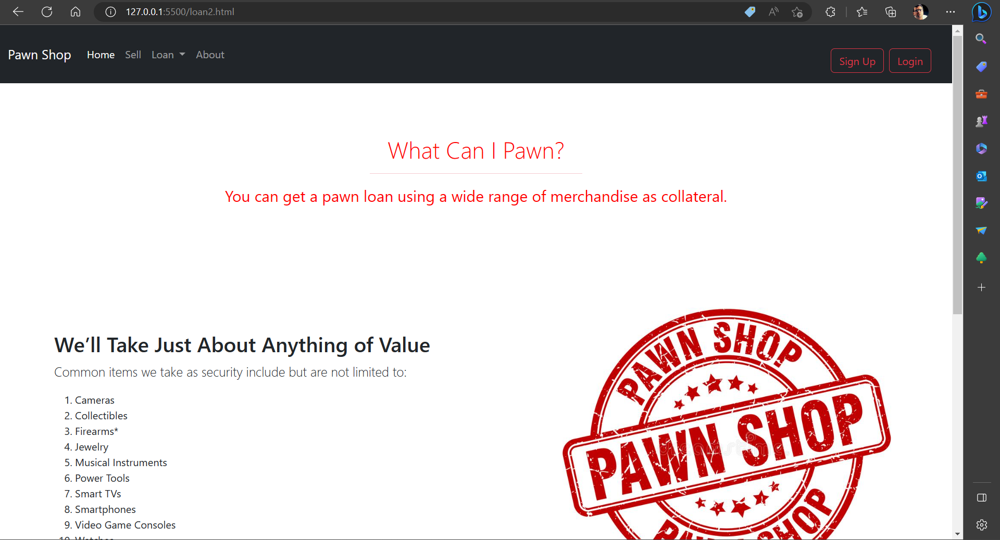 127.0.0.1:5500/loan2.html
Pawn Shop Home Sell Loan About Sign Up Login
What Can I Pawn?
You can get a pawn loan using a wide range of merchandise as collateral.
We’ll Take Just About Anything of Value
Common items we take as security include but are not limited to:
1. Cameras
2. Collectibles
3. Firearms*
4. Jewelry
5. Musical Instruments
6. Power Tools
7. Smart TVs
8. Smartphones
9. Video Game Consoles
10. Watches
PAWN SHOP
PAWN SHOP
dreamstime
PAWN SHOP